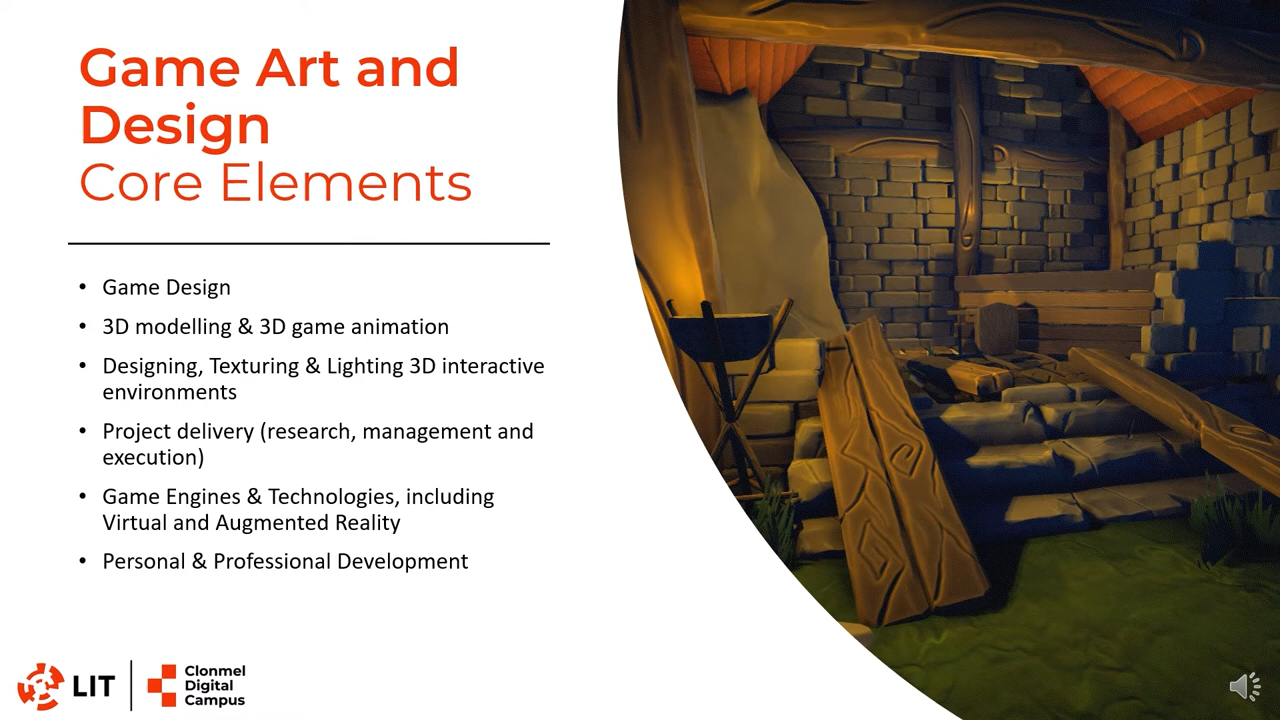 Game Art and
Design
Core Elements
• Game Design
• 3D modelling & 3D game animation
• Designing, Texturing & Lighting 3D interactive
environments
• Project delivery (research, management and
execution)
• Game Engines & Technologies, including
Virtual and Augmented Reality
• Personal & Professional Development
LIT
Clonmel
Digital
Campus